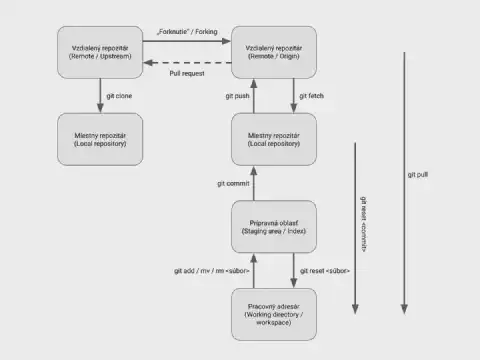 „Forknutie" / Forking
Vzdialený repozitár
(Remote / Upstream)
Vzdialený repozitár
(Remote / Origin)
Pull request
git clone
git push
git fetch
Miestny repozitár
(Local repository)
Miestny repozitár
(Local repository)
git pull
git commit
git reset <commit>
Prípravná oblasť
(Staging area / Index)
git add / mv / rm <súbor>
git reset <súbor>
Pracovný adresár
(Working directory /
workspace)